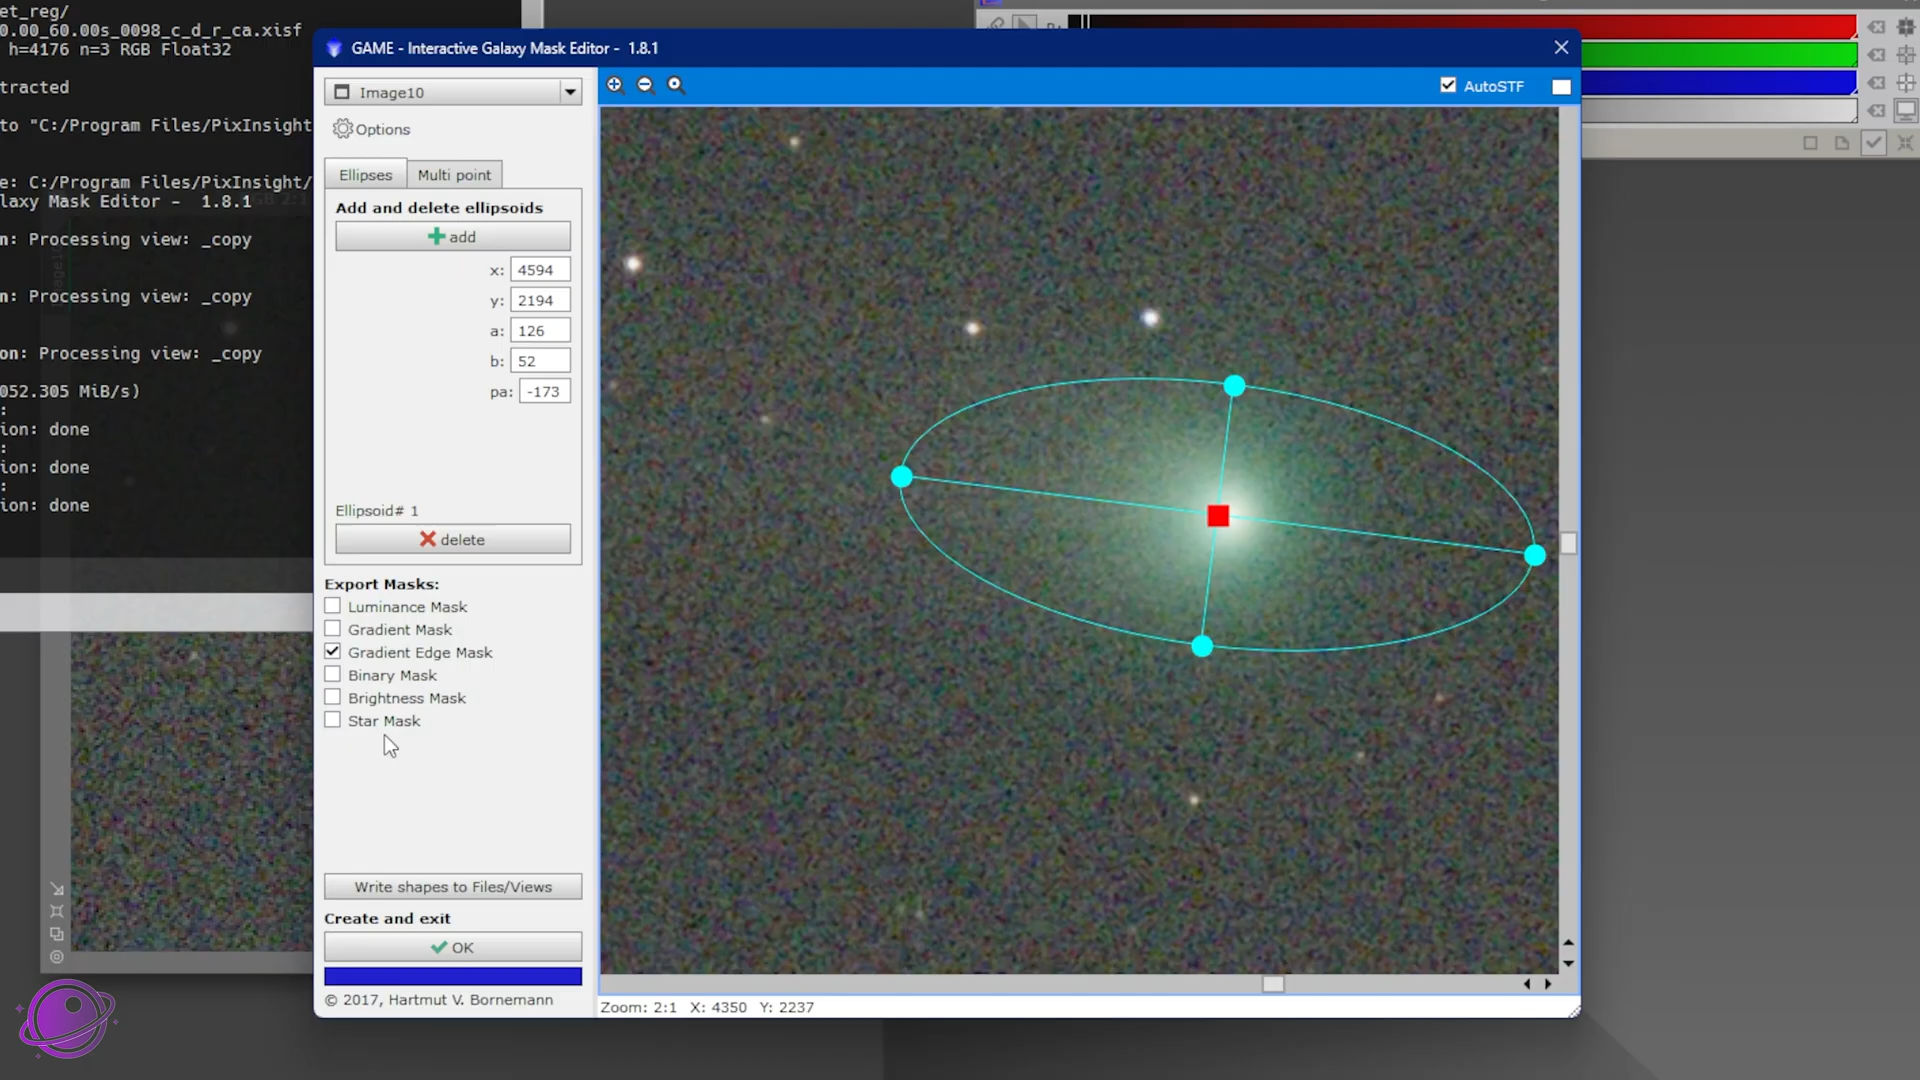 et_reg/
0.00_60.00s_0098_c_d_r_ca.xisf
h=4176 n=3 RGB Float32
tracted
to "C:/Program Files/PixInsight
e: C:/Program Files/PixInsight/
laxy Mask Editor - 1.8.1
n: Processing view: _copy
n: Processing view: _copy
on: Processing view: _copy
052.305 MiB/s)
:
ion: done
:
ion: done
:
ion: done
GAME - Interactive Galaxy Mask Editor - 1.8.1
Image10
Options
Ellipses
Multi point
Add and delete ellipsoids
add
x: 4594
y: 2194
a: 126
b: 52
pa: -173
Ellipsoid# 1
delete
Export Masks:
Luminance Mask
Gradient Mask
Gradient Edge Mask
Binary Mask
Brightness Mask
Star Mask
Write shapes to Files/Views
Create and exit
OK
© 2017, Hartmut V. Bornemann
AutoSTF
Zoom: 2:1 X: 4350 Y: 2237